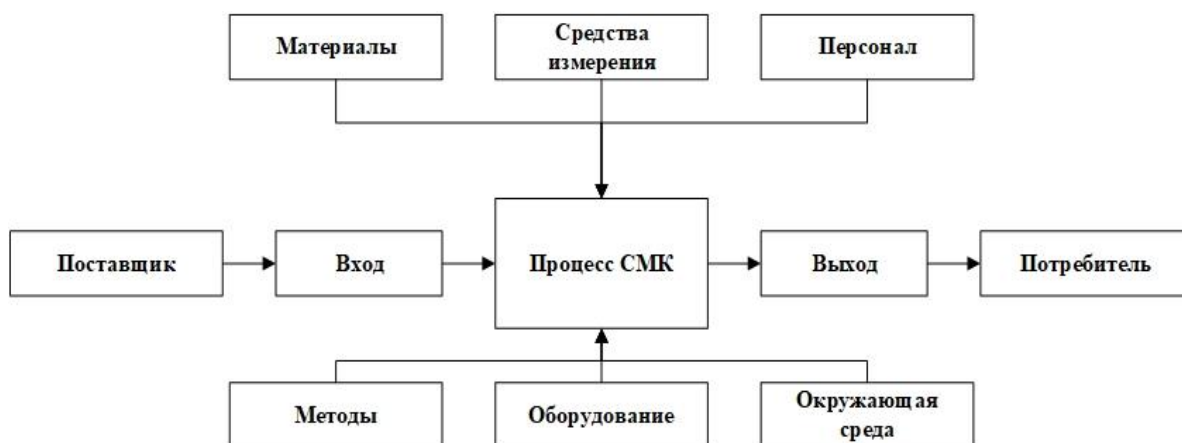 Материалы
Средства
измерения
Персонал
Поставщик
Вход
Процесс СМК
Выход
Потребитель
Методы
Оборудование
Окружающая
среда